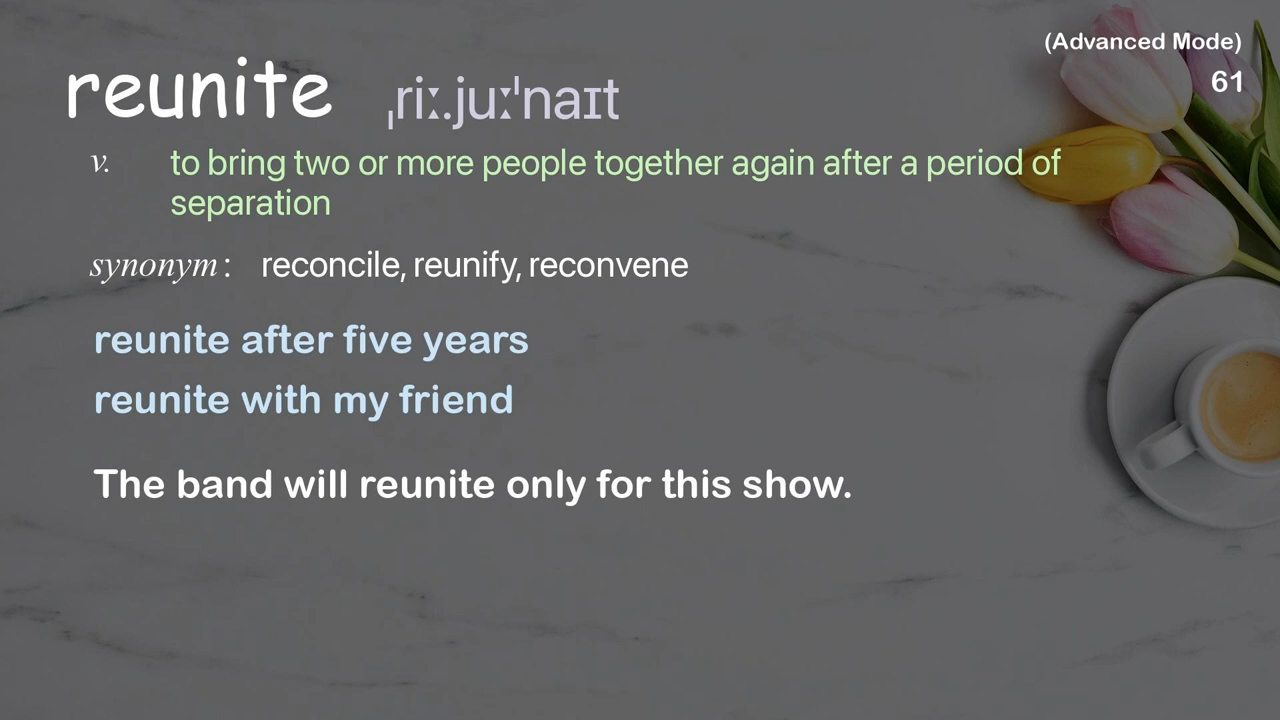 (Advanced Mode)
61
reunite ˌriː.juːˈnaɪt
v. to bring two or more people together again after a period of
separation
synonym : reconcile, reunify, reconvene
reunite after five years
reunite with my friend
The band will reunite only for this show.